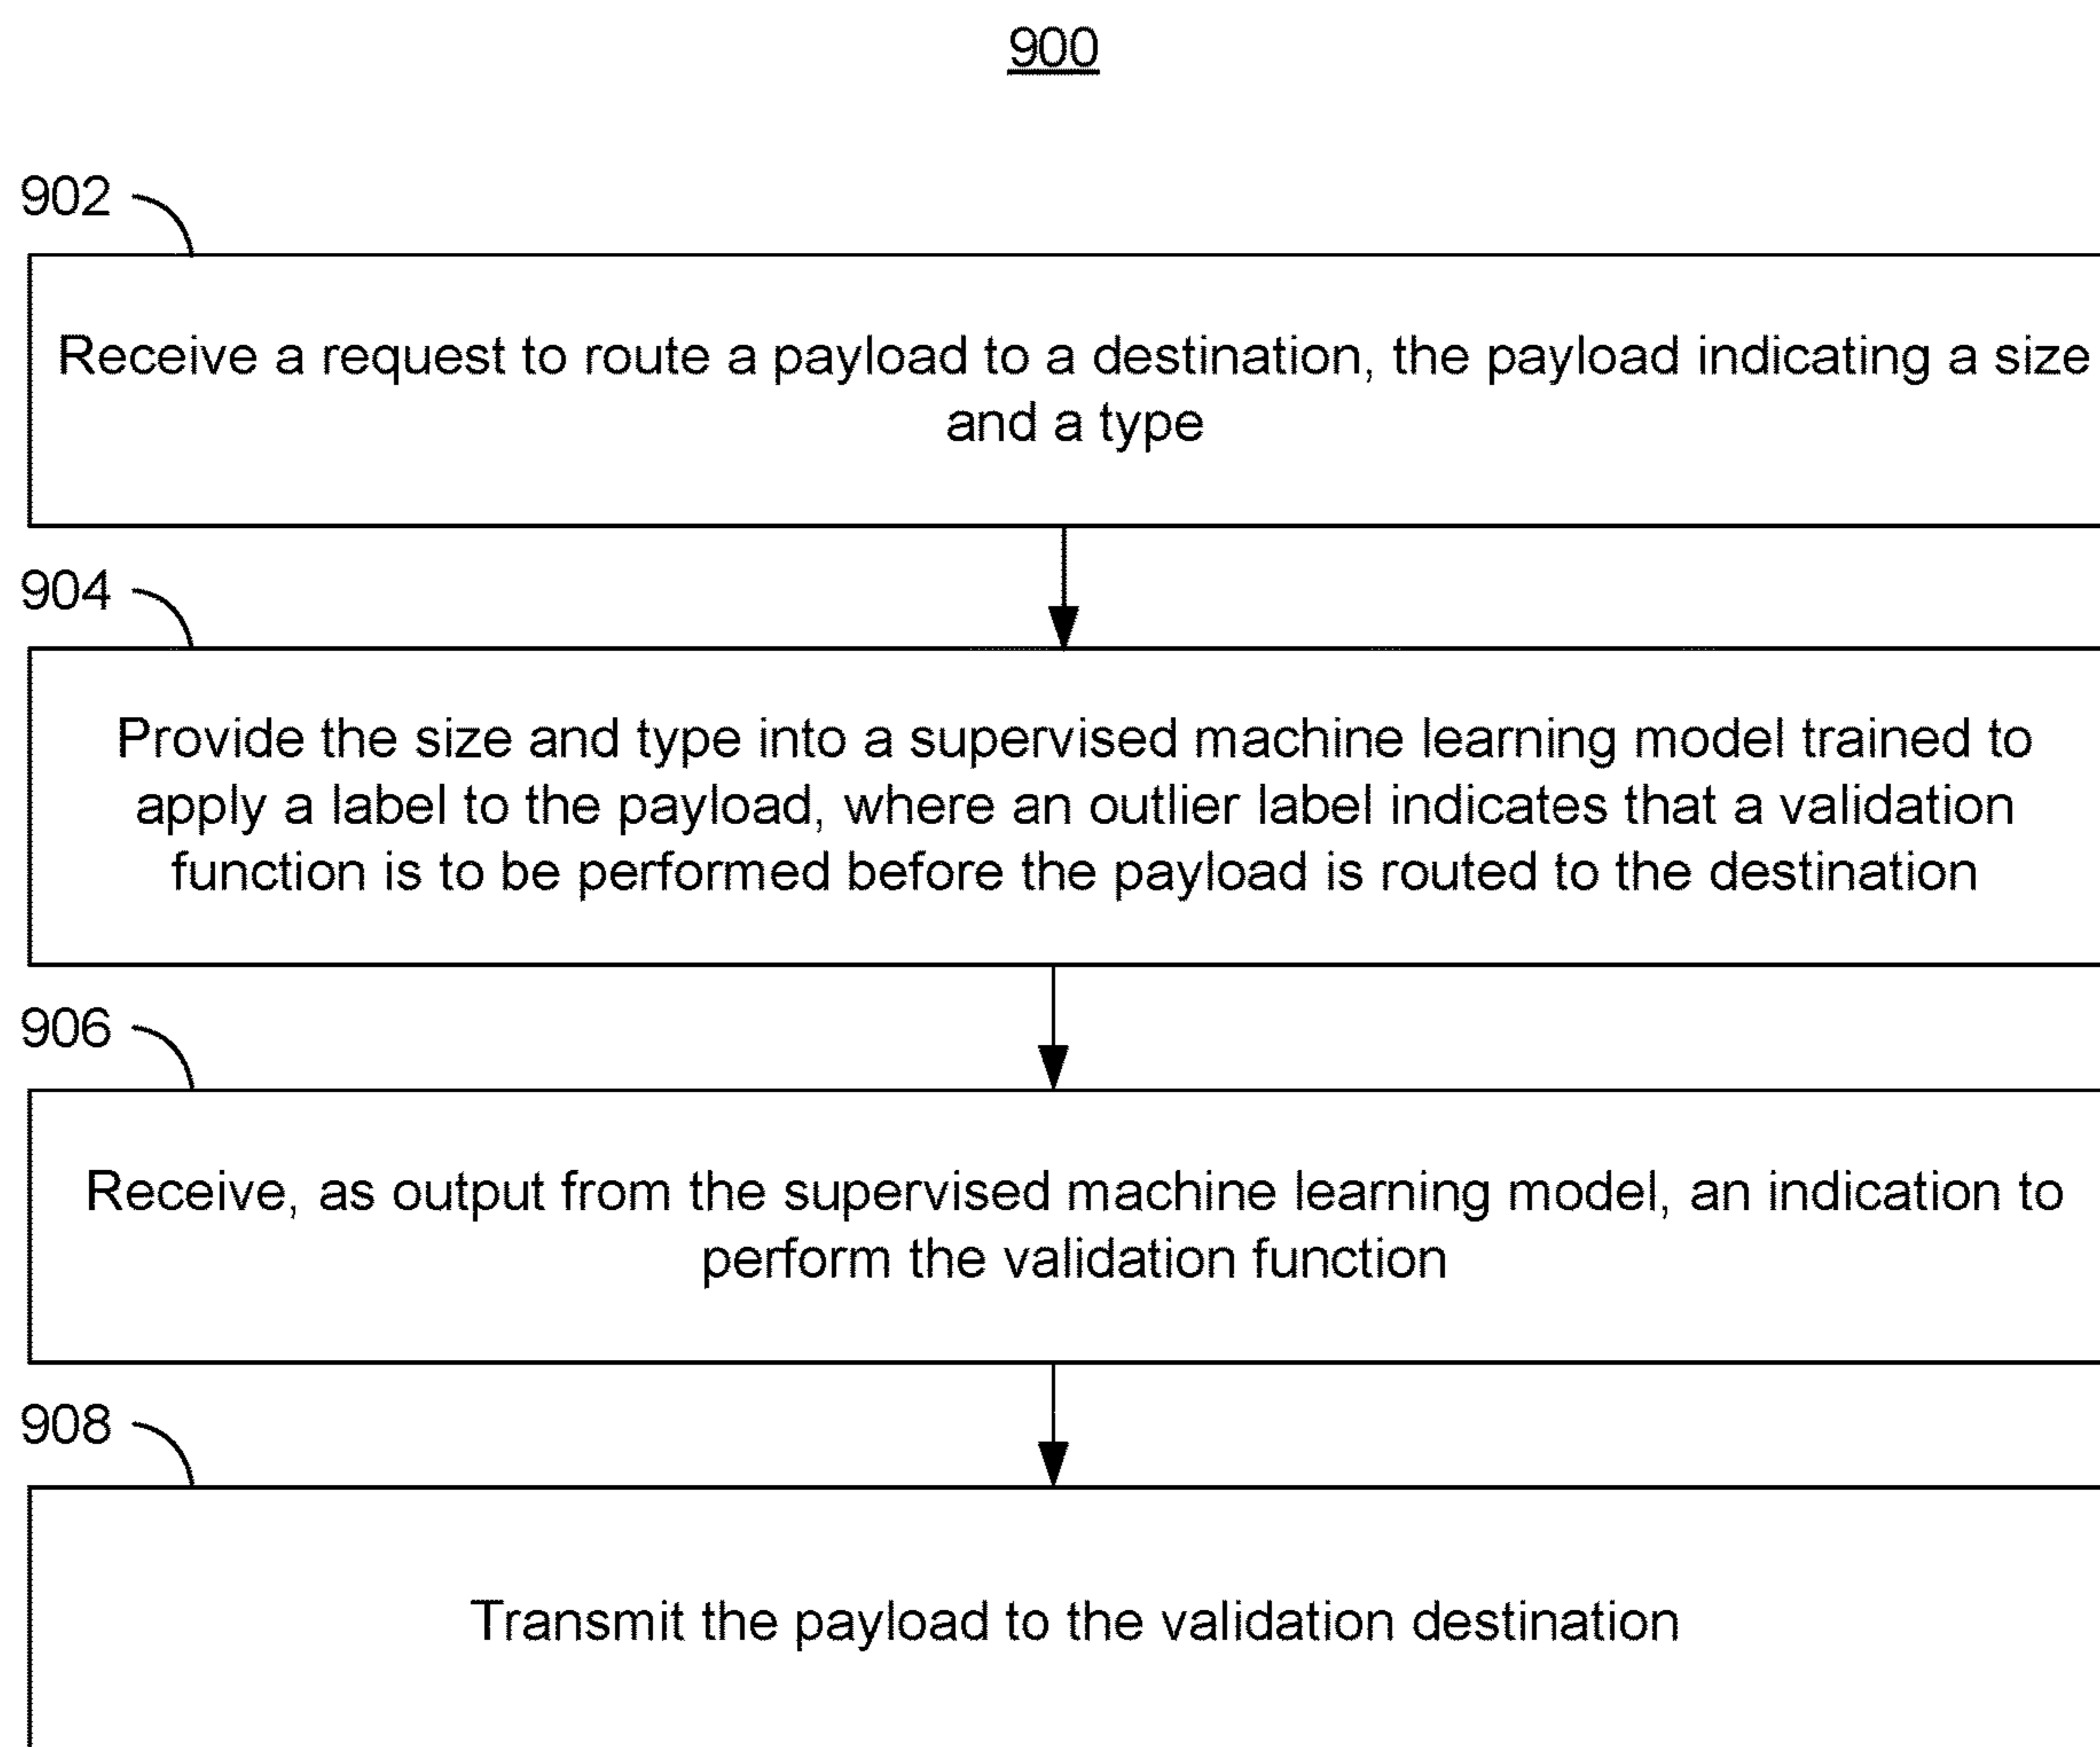 900
902
Receive a request to route a payload to a destination, the payload indicating a size
and a type
904
Provide the size and type into a supervised machine learning model trained to
apply a label to the payload, where an outlier label indicates that a validation
function is to be performed before the payload is routed to the destination
906
Receive, as output from the supervised machine learning model, an indication to
perform the validation function
908
Transmit the payload to the validation destination